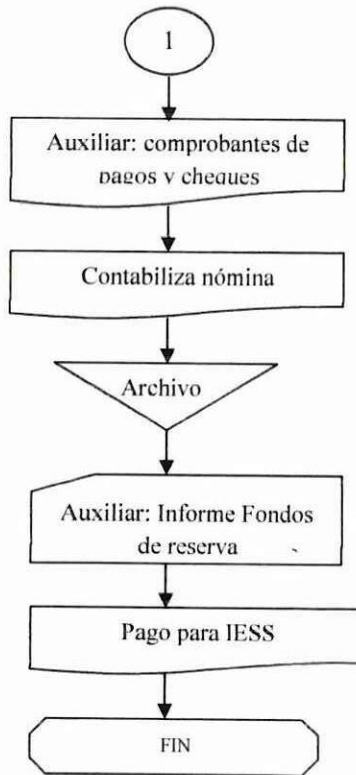 1
Auxiliar: comprobantes de
pagos y cheques
Contabiliza nómina
Archivo
Auxiliar: Informe Fondos
de reserva
Pago para IESS
FIN